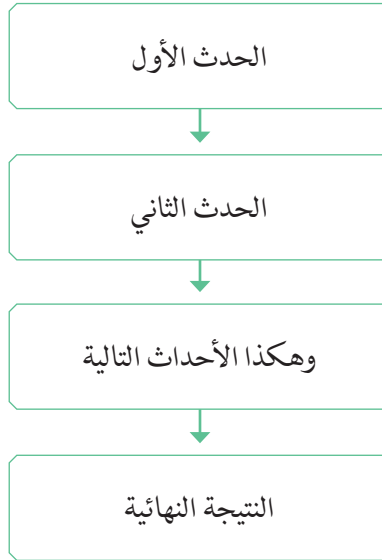 الحدث الأول
الحدث الثاني
وهكذا الأحداث التالية
النتيجة النهائية